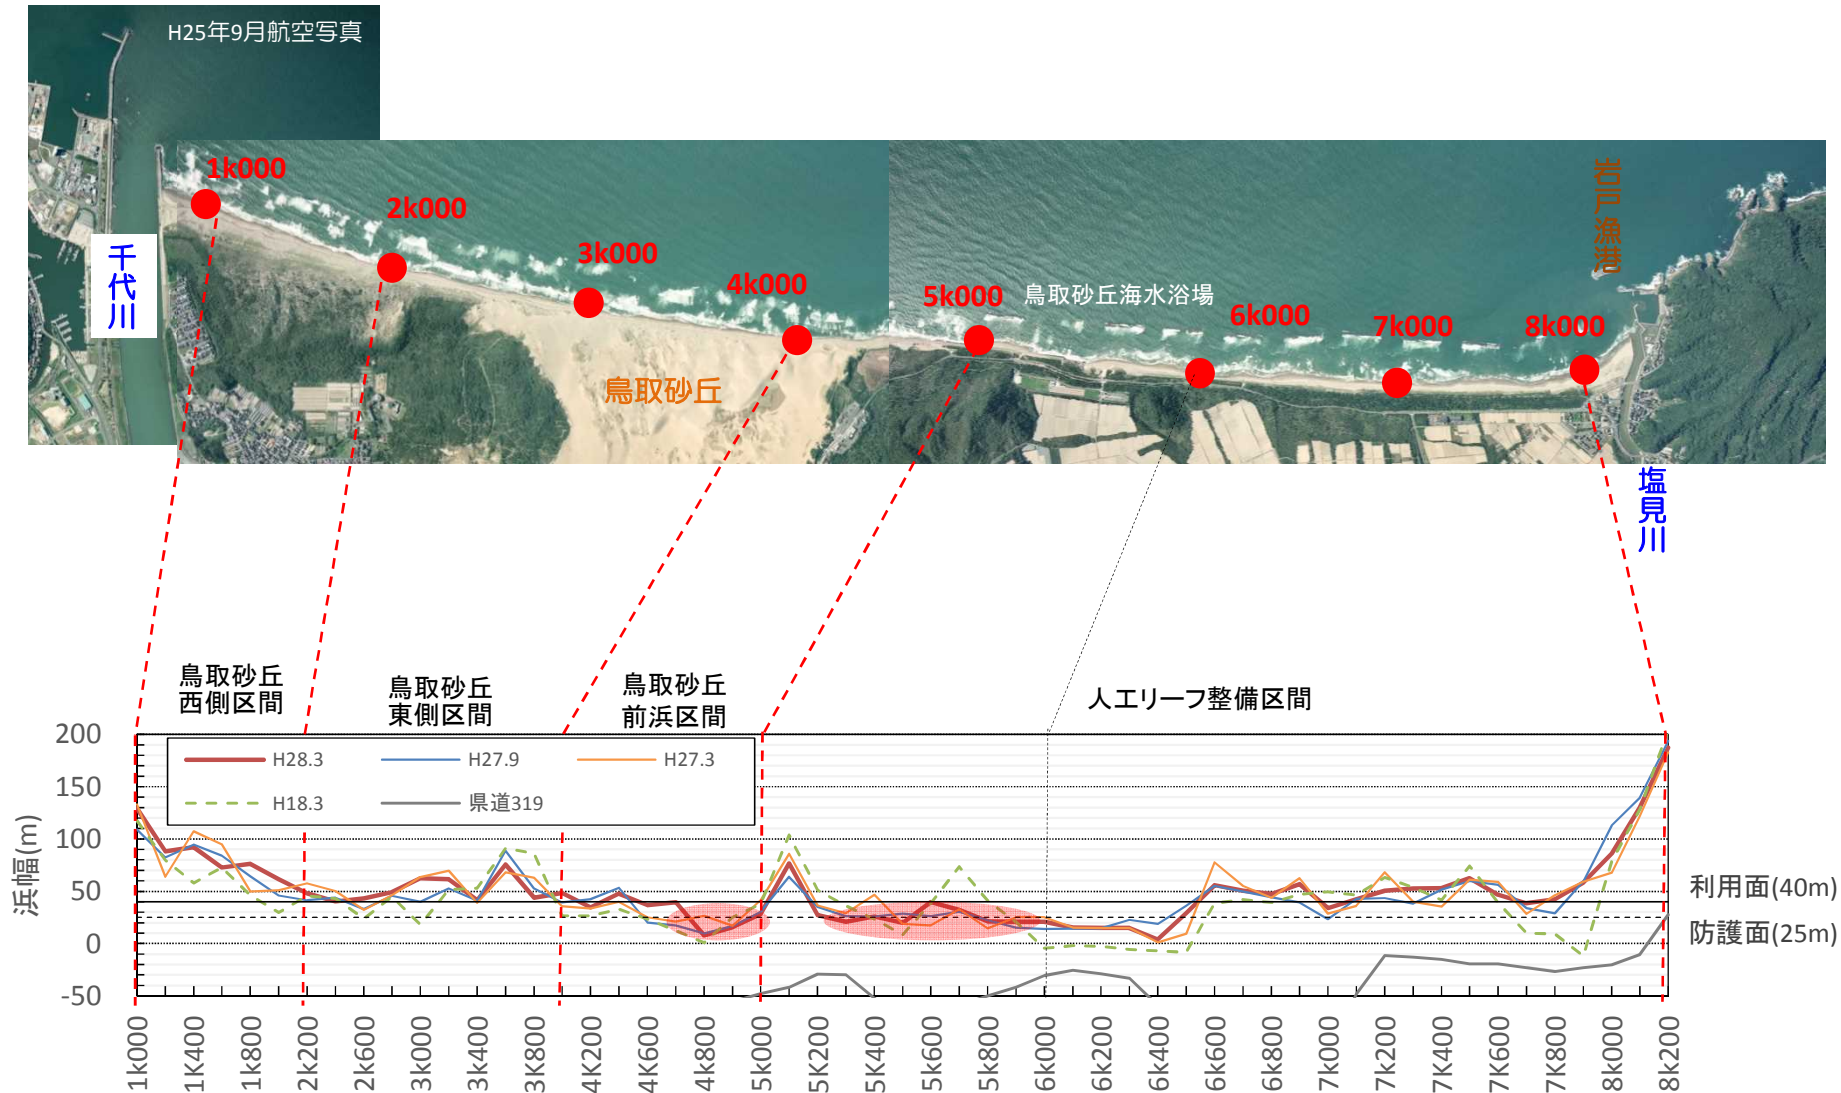 H25年9月航空写真
1k000
2k000
3k000
4k000
5k000
6k000
7k000
8k000
千代川
鳥取砂丘
鳥取砂丘海水浴場
岩戸漁港
塩見川
鳥取砂丘
西側区間
鳥取砂丘
東側区間
鳥取砂丘
前浜区間
人工リーフ整備区間
浜幅(m)
200
150
100
50
0
-50
H28.3
H27.9
H27.3
H18.3
県道319
利用面(40m)
防護面(25m)
1k000
1k400
1k800
2k200
2k600
3k000
3k400
3k800
4k200
4k600
4k800
5k000
5k200
5k400
5k600
5k800
6k000
6k200
6k400
6k600
6k800
7k000
7k200
7k400
7k600
7k800
8k000
8k200